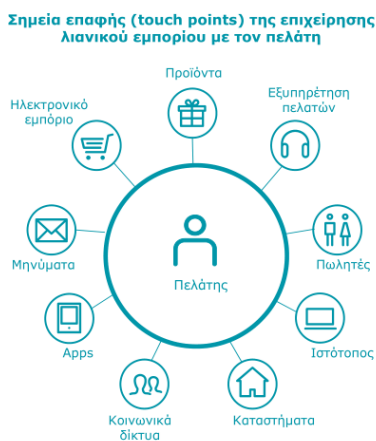 Σημεία επαφής (touch points) της επιχείρησης
λιανικού εμπορίου με τον πελάτη
Προϊόντα
Εξυπηρέτηση
πελατών
Ηλεκτρονικό
εμπόριο
Πωλητές
Μηνύματα
Πελάτης
Ιστότοπος
Apps
Καταστήματα
Κοινωνικά
δίκτυα